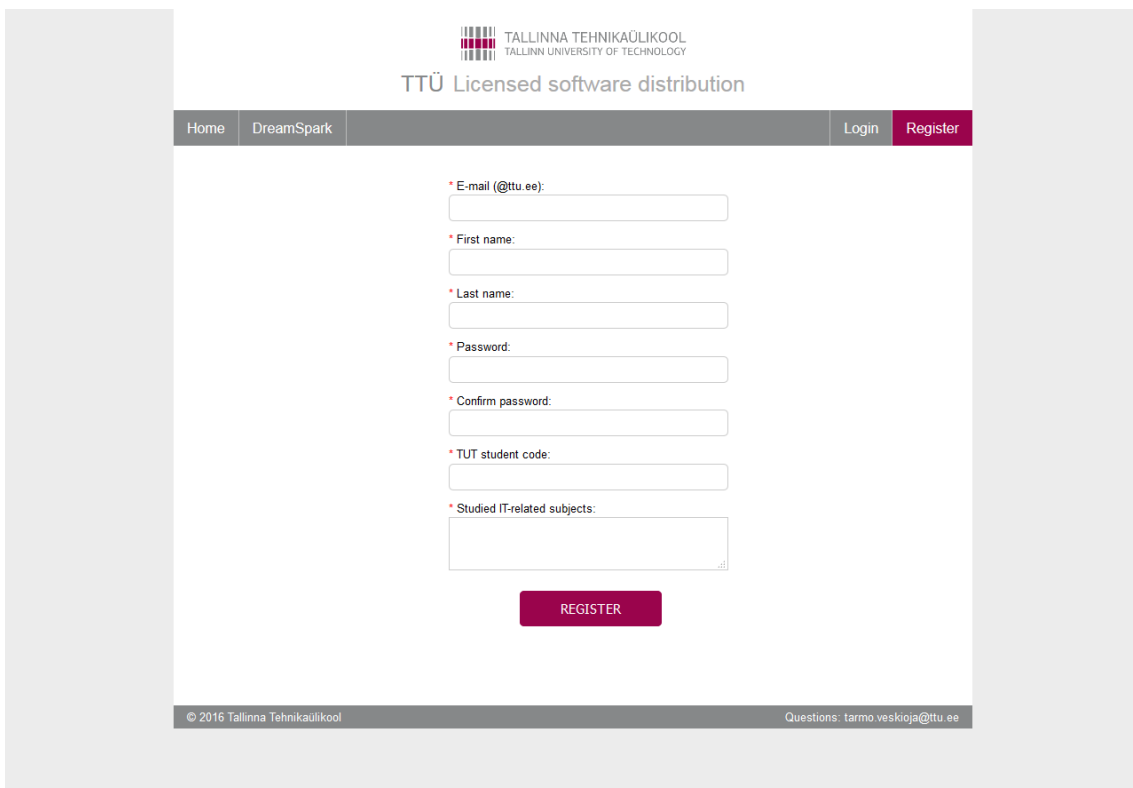 TALLINNA TEHNIKAÜLIKOOL
TALLINN UNIVERSITY OF TECHNOLOGY
TTÜ Licensed software distribution
Home DreamSpark Login Register
* E-mail (@ttu.ee):
* First name:
* Last name:
* Password:
* Confirm password:
* TUT student code:
* Studied IT-related subjects:
REGISTER
© 2016 Tallinna Tehnikaülikool Questions: tarmo.veskioja@ttu.ee